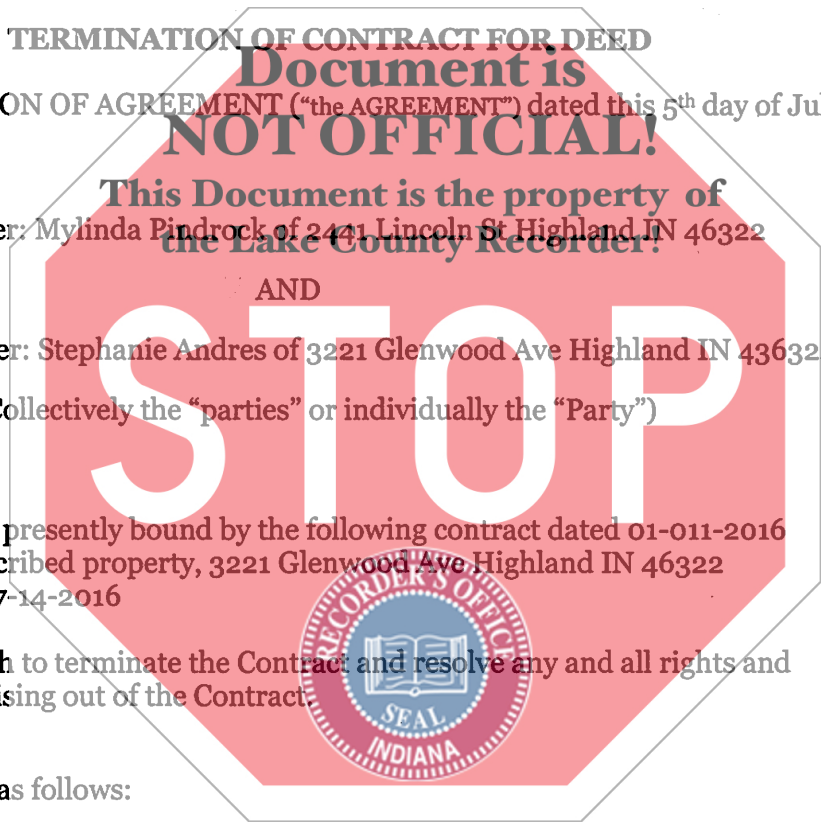 TERMINATION OF CONTRACT FOR DEED
Document is
ON OF AGREEMENT (“the AGREEMENT”) dated this 5th day of Jul
NOT OFFICIAL!
This Document is the property of
er: Mylinda Pindrock of 2441 Lincoln St Highland IN 46322
the Lake County Recorder!
AND
er: Stephanie Andres of 3221 Glenwood Ave Highland IN 43632
Collectively the “parties” or individually the “Party”)
STOP
presently bound by the following contract dated 01-011-2016
cribed property, 3221 Glenwood Ave Highland IN 46322
7-14-2016
h to terminate the Contract and resolve any and all rights and
ising out of the Contract.
RECORDER'S OFFICE
SEAL
INDIANA
as follows: